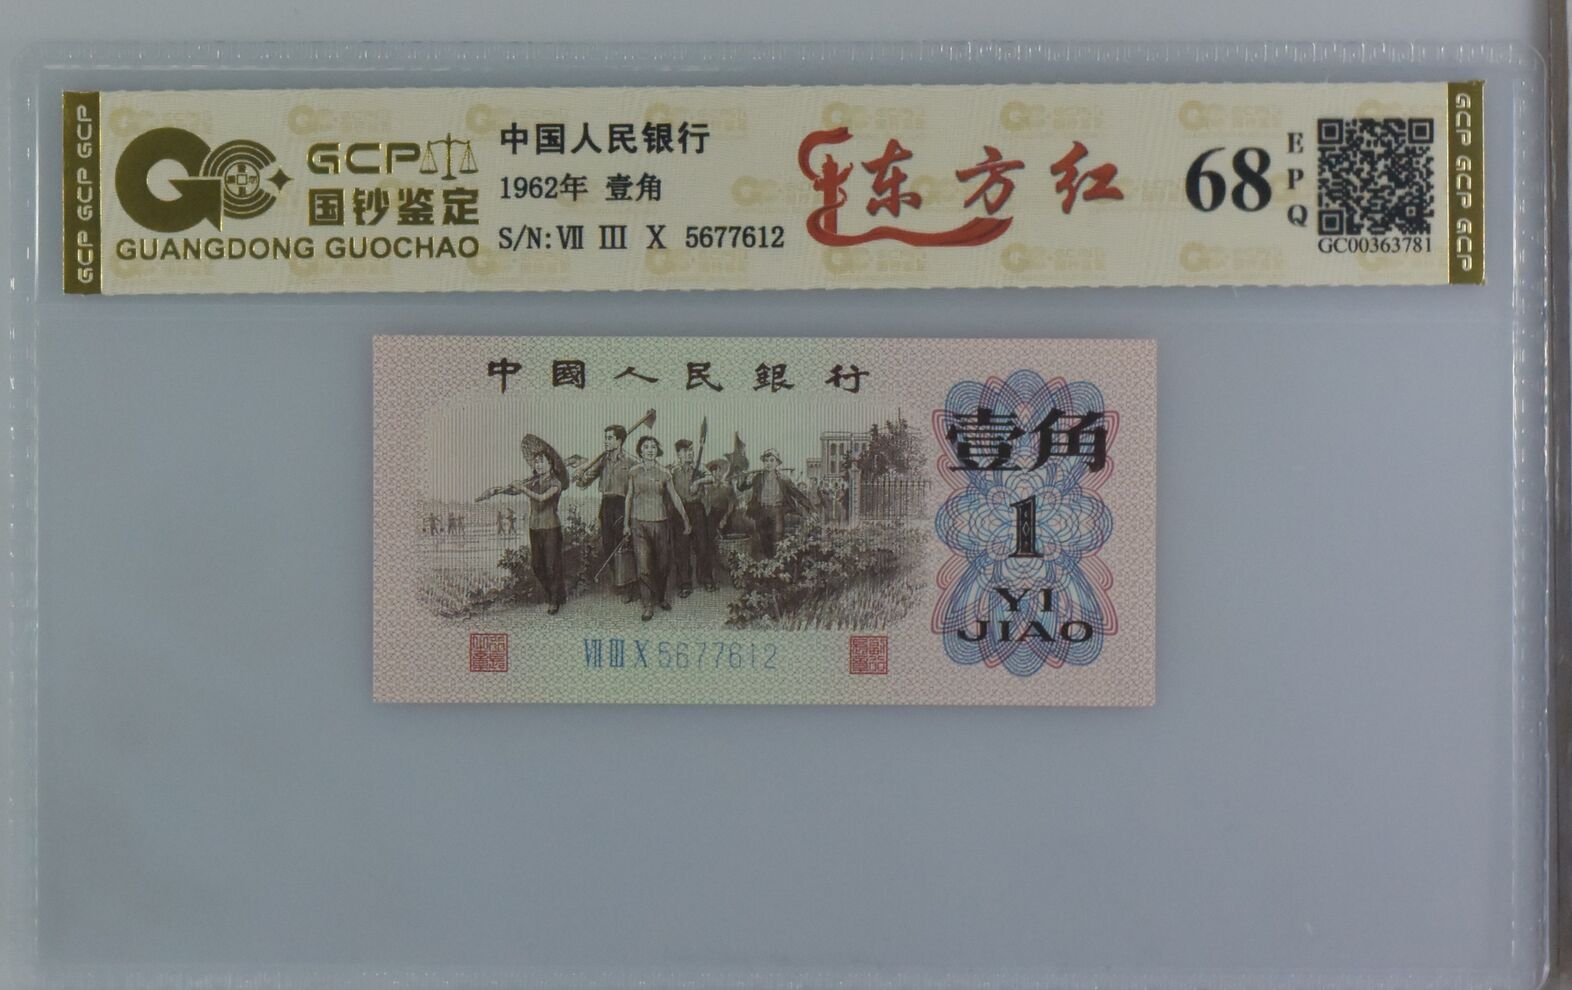 GCP GCP GCP
GCP
国钞鉴定
GUANGDONG GUOCHAO
中国人民银行
1962年 壹角
S/N: Ⅶ Ⅲ Ⅹ 5677612
东方红
68
EPQ
GC00363781
GCP GCP GCP
中國人民銀行
壹角
1
YI
JIAO
Ⅶ Ⅲ Ⅹ 5677612